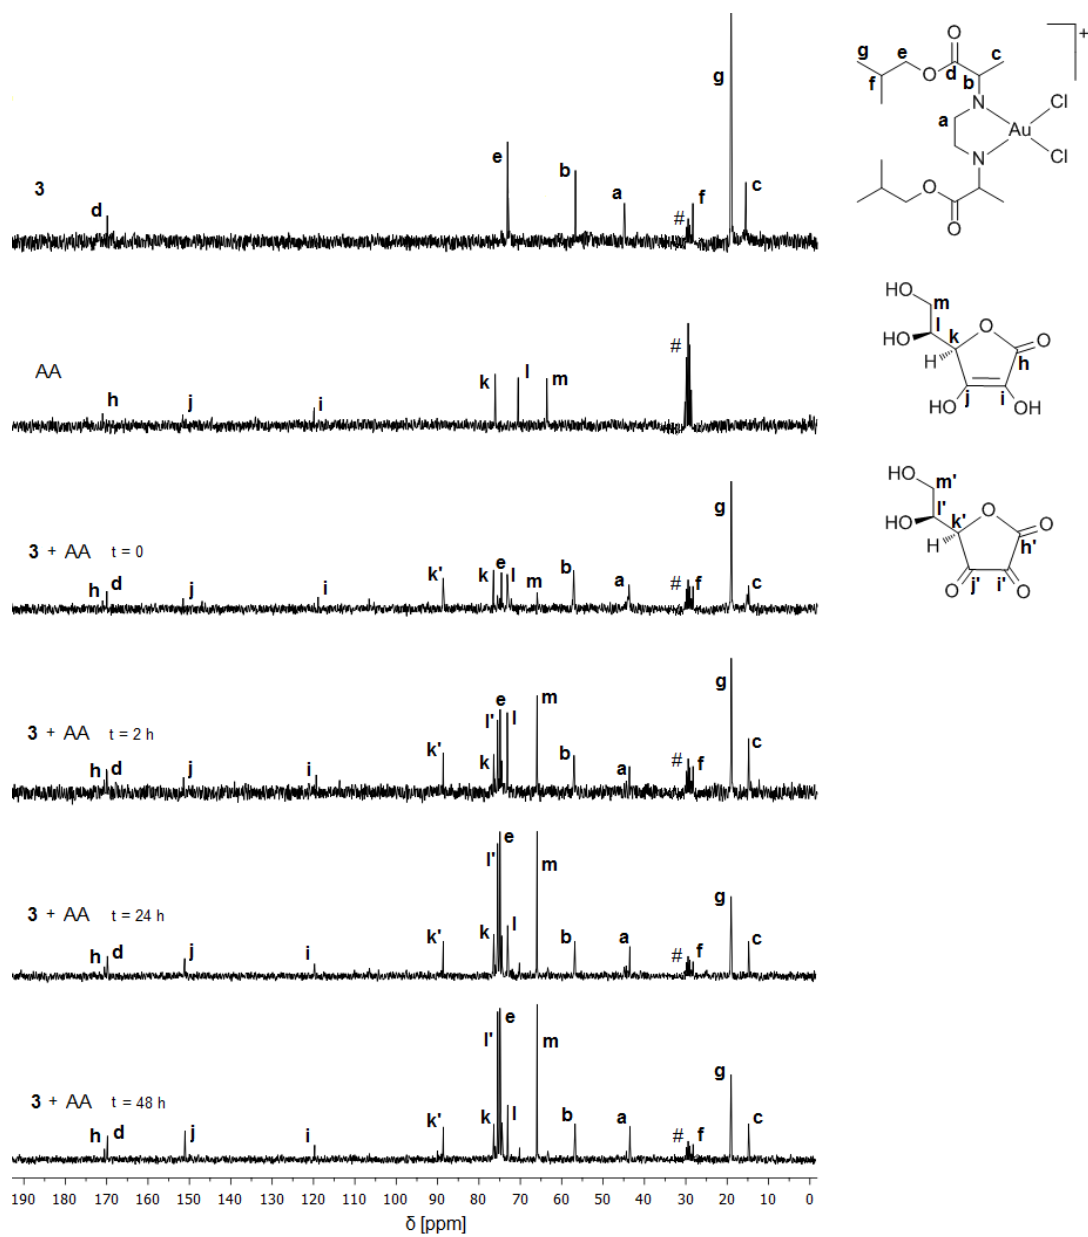 3
d
e
b
a
#
f
g
c
AA
h
j
i
k
l
m
#
3 + AA t = 0
h
d
j
i
k'
k
e
l
m
b
a
#
f
g
c
3 + AA t = 2 h
h
d
j
i
k'
k
l'
e
l
m
b
a
#
f
g
c
3 + AA t = 24 h
h
d
j
i
k'
k
l'
e
l
m
b
a
#
f
g
c
3 + AA t = 48 h
h
d
j
i
k'
k
l'
e
l
m
b
a
#
f
g
c
190 180 170 160 150 140 130 120 110 100 90 80 70 60 50 40 30 20 10 0
δ [ppm]
g
f
e
O
O
d
c
b
+
N
a
Au
Cl
Cl
N
O
O
HO
m
l
HO
k
H
O
O
h
j
i
HO
OH
HO
m'
l'
HO
k'
H
O
O
h'
j'
i'
O
O